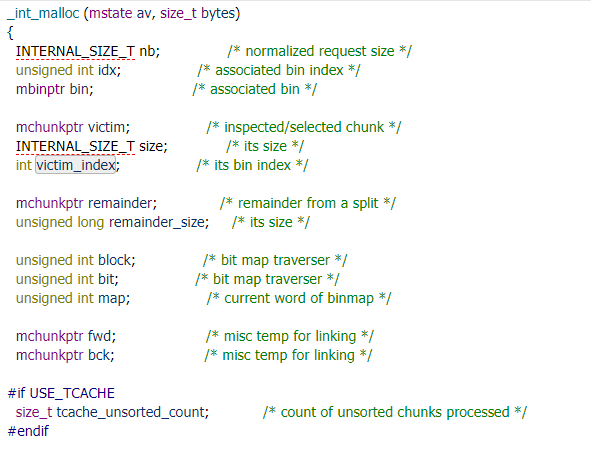 _int_malloc (mstate av, size_t bytes)
{
INTERNAL_SIZE_T nb; /* normalized request size */
unsigned int idx; /* associated bin index */
mbinptr bin; /* associated bin */
mchunkptr victim; /* inspected/selected chunk */
INTERNAL_SIZE_T size; /* its size */
int victim_index; /* its bin index */
mchunkptr remainder; /* remainder from a split */
unsigned long remainder_size; /* its size */
unsigned int block; /* bit map traverser */
unsigned int bit; /* bit map traverser */
unsigned int map; /* current word of binmap */
mchunkptr fwd; /* misc temp for linking */
mchunkptr bck; /* misc temp for linking */
#if USE_TCACHE
size_t tcache_unsorted_count; /* count of unsorted chunks processed */
#endif